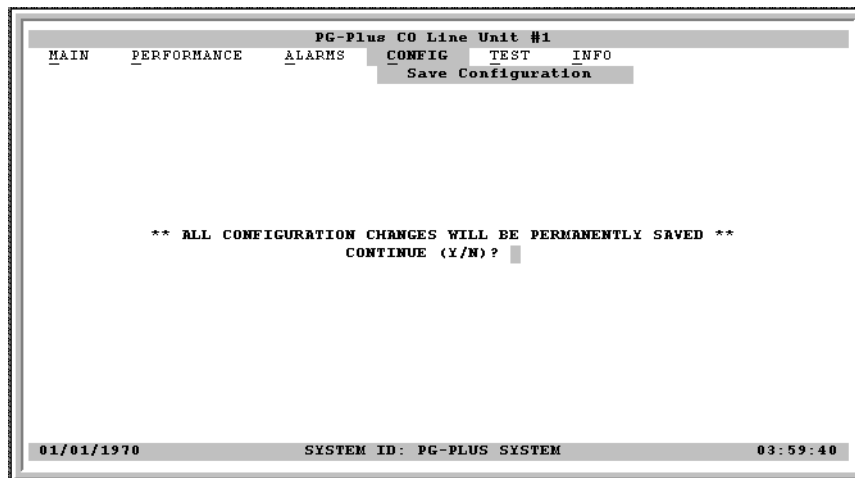 PG-Plus CO Line Unit #1
MAIN PERFORMANCE ALARMS CONFIG TEST INFO
Save Configuration
** ALL CONFIGURATION CHANGES WILL BE PERMANENTLY SAVED **
CONTINUE (Y/N)?
01/01/1970 SYSTEM ID: PG-PLUS SYSTEM 03:59:40